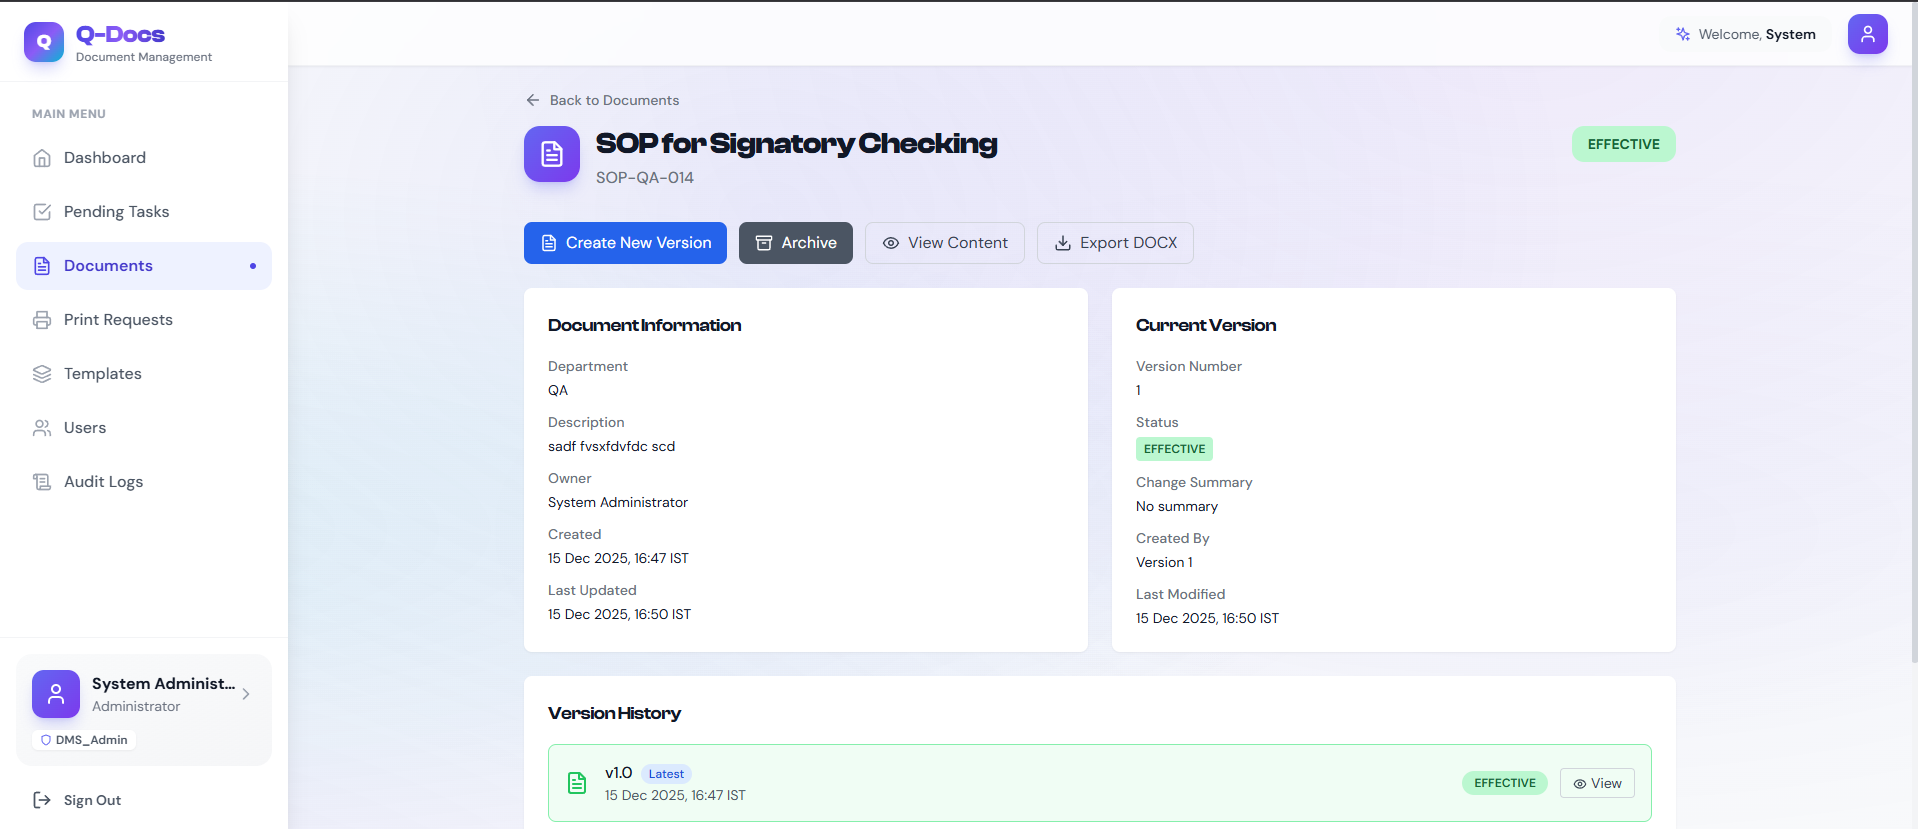 Q
Q-Docs
Document Management
MAIN MENU
Dashboard
Pending Tasks
Documents
Print Requests
Templates
Users
Audit Logs
System Administ...
Administrator
DMS_Admin
Sign Out
Welcome, System
Back to Documents
SOP for Signatory Checking
SOP-QA-014
EFFECTIVE
Create New Version
Archive
View Content
Export DOCX
Document Information
Department
QA
Description
sadf fvsxfdvfdc scd
Owner
System Administrator
Created
15 Dec 2025, 16:47 IST
Last Updated
15 Dec 2025, 16:50 IST
Current Version
Version Number
1
Status
EFFECTIVE
Change Summary
No summary
Created By
Version 1
Last Modified
15 Dec 2025, 16:50 IST
Version History
v1.0 Latest
15 Dec 2025, 16:47 IST
EFFECTIVE
View